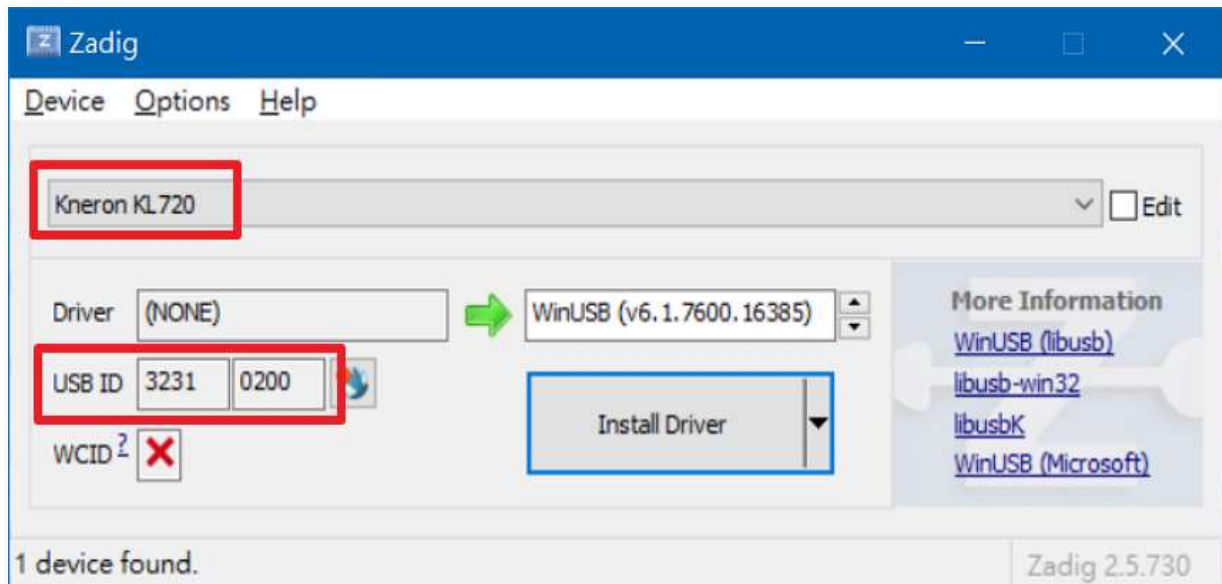 Zadig
Device Options Help
Kneron KL720
Edit
Driver (NONE) WinUSB (v6.1.7600.16385)
USB ID 3231 0200
WCID ?
Install Driver
More Information
WinUSB (libusb)
libusb-win32
libusbK
WinUSB (Microsoft)
1 device found.
Zadig 2.5.730